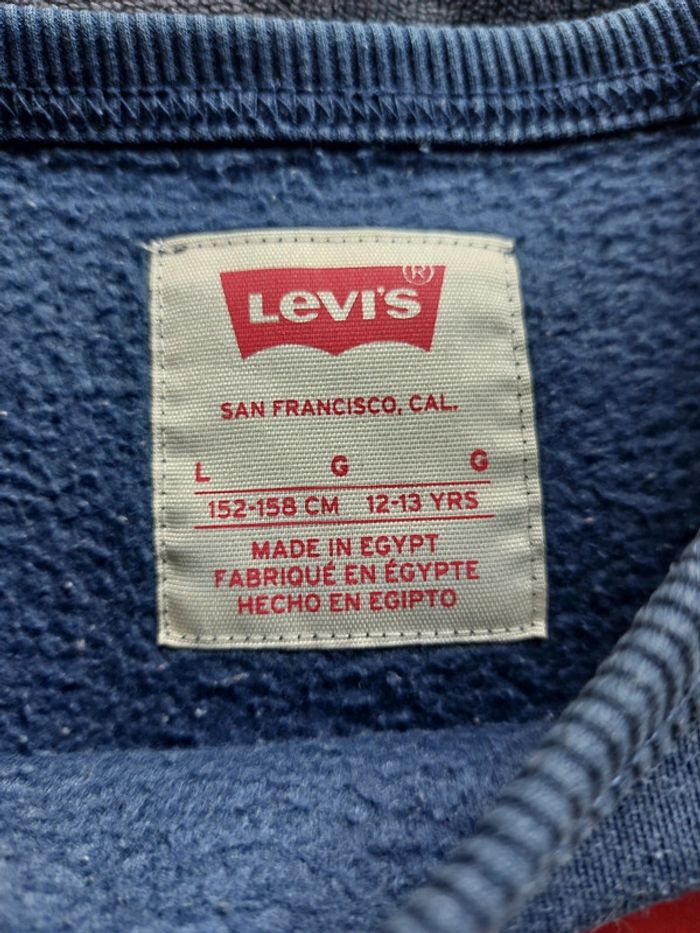 LEVI'S ®
SAN FRANCISCO, CAL.
L G G
152-158 CM 12-13 YRS
MADE IN EGYPT
FABRIQUÉ EN ÉGYPTE
HECHO EN EGIPTO